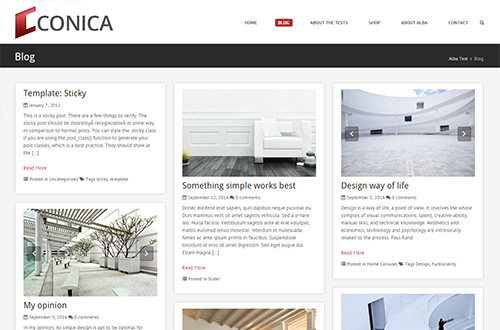 ICONICA
HOME
BLOG
ABOUT THE TESTS
SHOP
ABOUT ALBA
CONTACT
Blog
Alba Test > Blog
Template: Sticky
January 7, 2012
This is a sticky post. There are a few things to verify: The
sticky post should be distinctly recognizable in some way
in comparison to normal posts. You can style the .sticky class
if you are using the post_class() function to generate your
post classes, which is a best practice. They should show at
the [...]
Read More
Posted in Uncategorized Tags sticky, template
My opinion
September 5, 2014 0 comments
In my opinion, no simple design is apt to be optimal for
Something simple works best
September 12, 2014 0 comments
Donec eleifend erat sapien, quis dapibus neque pulvinar eu.
Duis maximus velit sit amet sagittis vehicula. Sed a ornare
leo. Nulla facilisi. Vestibulum sagittis ante at erat volutpat,
mattis euismod tellus molestie. Interdum et malesuada
fames ac ante ipsum primis in faucibus. Suspendisse
tincidunt id eros sit amet dignissim. Sed eget augue dui.
Etiam magna [...]
Read More
Posted in Slider
Design way of life
September 5, 2014 0 comments
Design is a way of life, a point of view. It involves the whole
complex of visual communications: talent, creative ability,
manual skill, and technical knowledge. Aesthetics and
economics, technology and psychology are intrinsically
related to the process. Paul Rand
Read More
Posted in Home Carousel Tags Design, Funtionality